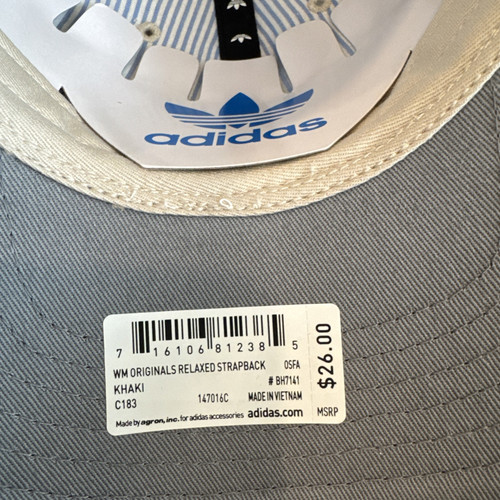 adidas
7 16106 81238 5
WM ORIGINALS RELAXED STRAPBACK OSFA
KHAKI # BH7141
C183 147016C MADE IN VIETNAM
Made by agron, inc. for adidas accessories adidas.com
$26.00
MSRP